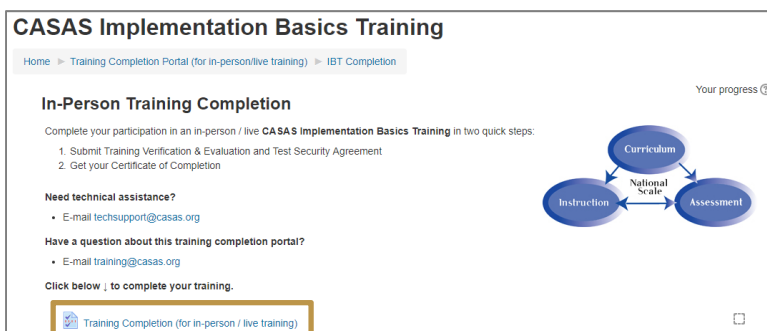 CASAS Implementation Basics Training
Home ► Training Completion Portal (for in-person/live training) ► IBT Completion
Your progress
In-Person Training Completion
Complete your participation in an in-person / live CASAS Implementation Basics Training in two quick steps:
1. Submit Training Verification & Evaluation and Test Security Agreement
2. Get your Certificate of Completion
Curriculum
National
Scale
Instruction
Assessment
Need technical assistance?
• E-mail techsupport@casas.org
Have a question about this training completion portal?
• E-mail training@casas.org
Click below ↓ to complete your training.
Training Completion (for in-person / live training)